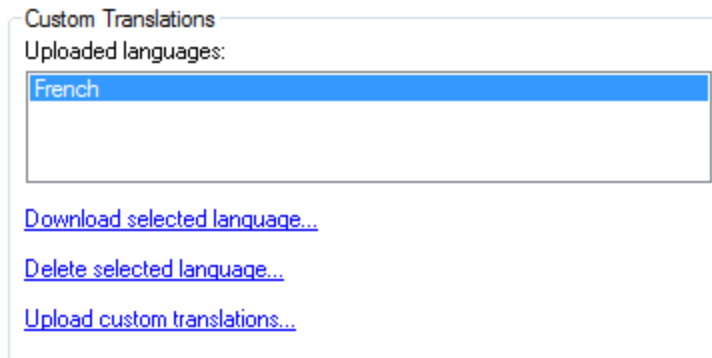 Custom Translations
Uploaded languages:
French
Download selected language...
Delete selected language...
Upload custom translations...